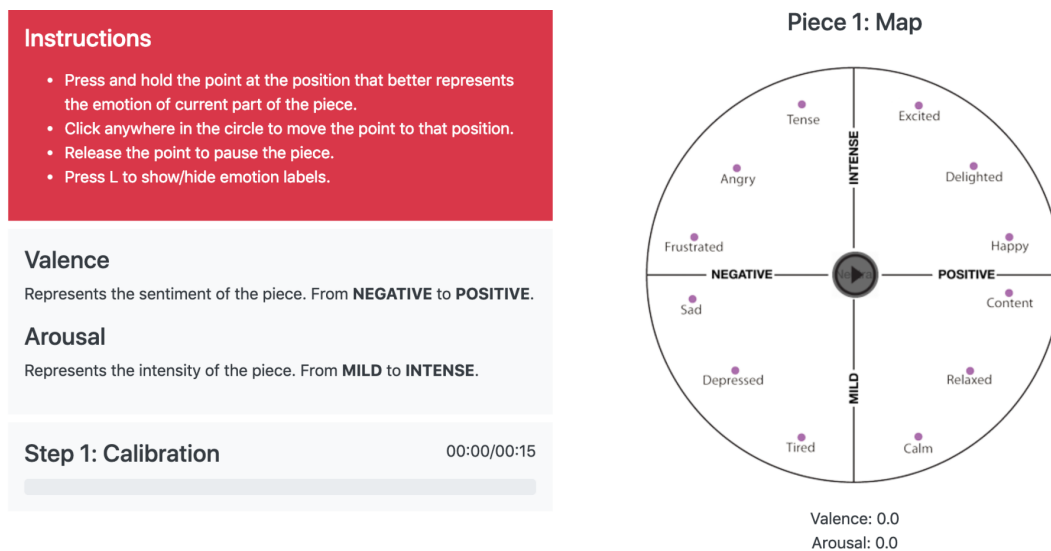 Instructions
• Press and hold the point at the position that better represents
the emotion of current part of the piece.
• Click anywhere in the circle to move the point to that position.
• Release the point to pause the piece.
• Press L to show/hide emotion labels.
Valence
Represents the sentiment of the piece. From NEGATIVE to POSITIVE.
Arousal
Represents the intensity of the piece. From MILD to INTENSE.
Step 1: Calibration 00:00/00:15
Piece 1: Map
Tense
Excited
INTENSE
Angry
Delighted
Frustrated
Happy
NEGATIVE
POSITIVE
Sad
Content
Depressed
MILD
Relaxed
Tired
Calm
Valence: 0.0
Arousal: 0.0